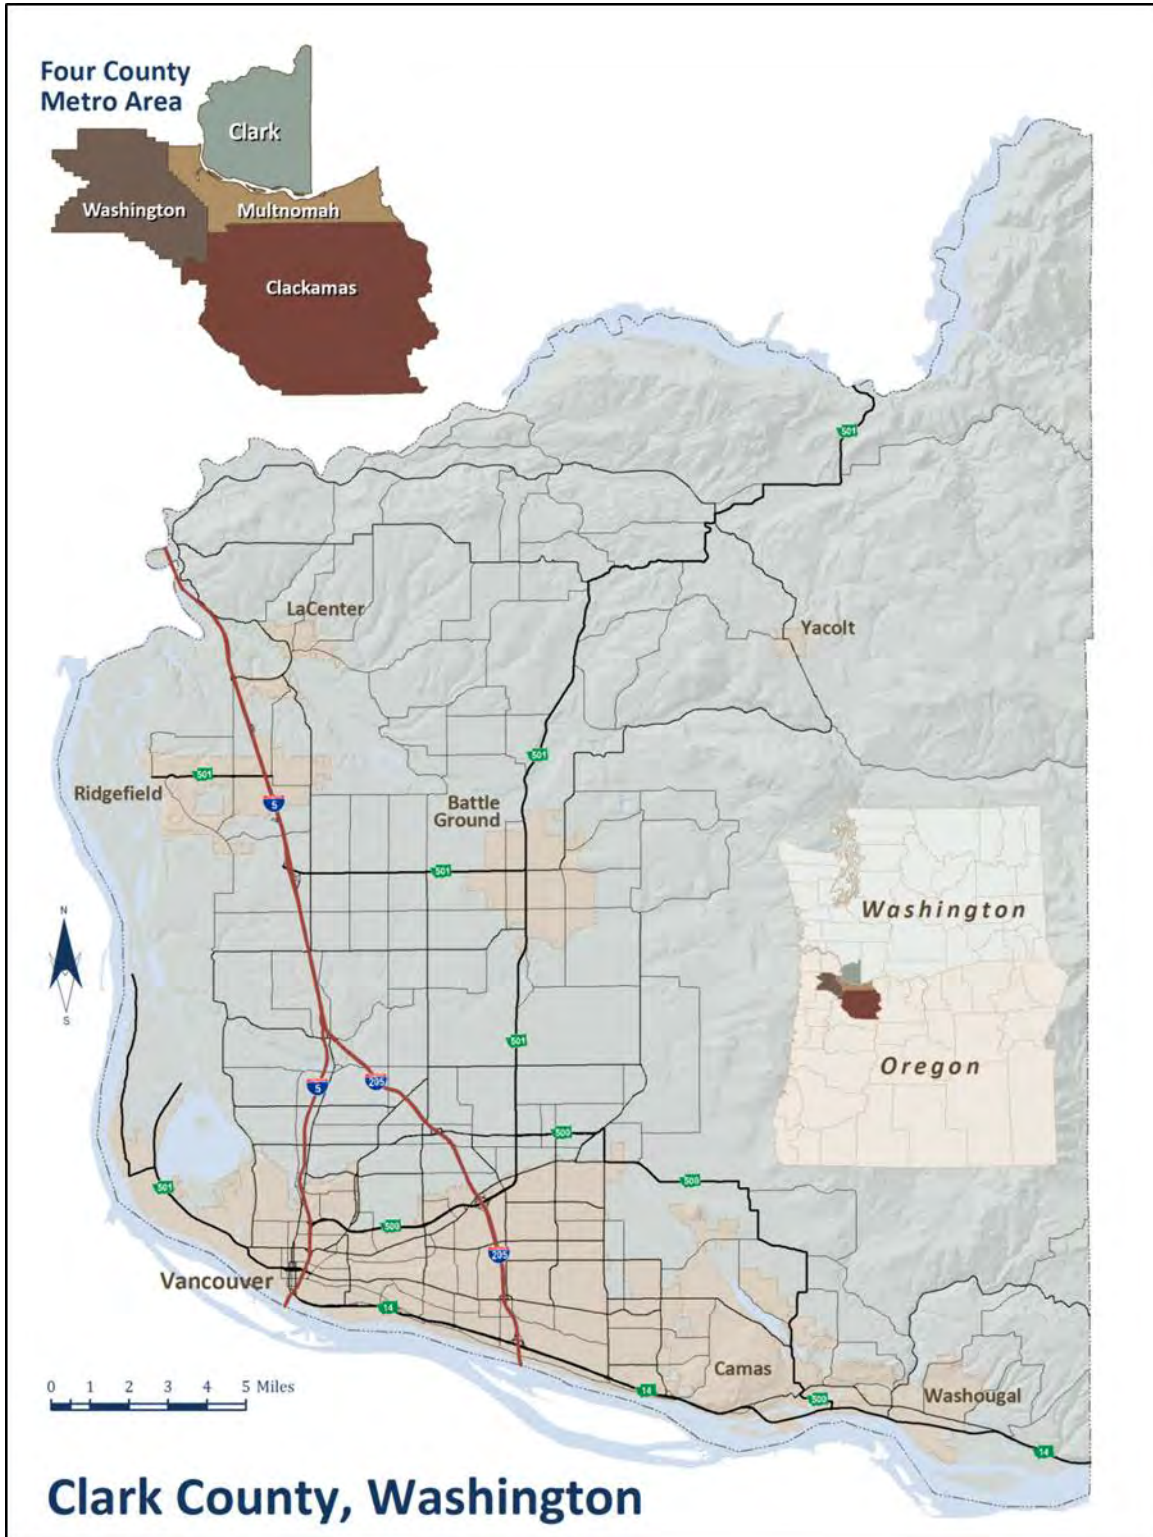 Four County
Metro Area
Clark
Washington
Multnomah
Clackamas
501
LaCenter
Yacolt
501
501
Ridgefield
5
Battle
Ground
501
Washington
N
S
Oregon
501
5
205
500
501
500
500
205
Vancouver
14
Camas
0 1 2 3 4 5 Miles
14
500
Washougal
14
Clark County, Washington